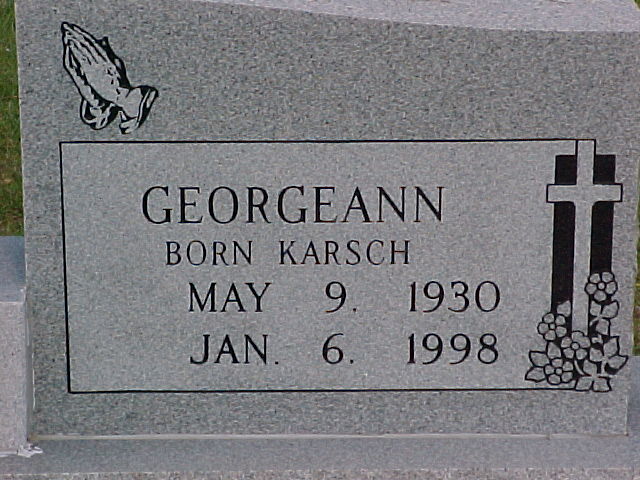 GEORGEANN
BORN KARSCH
MAY 9. 1930
JAN. 6. 1998